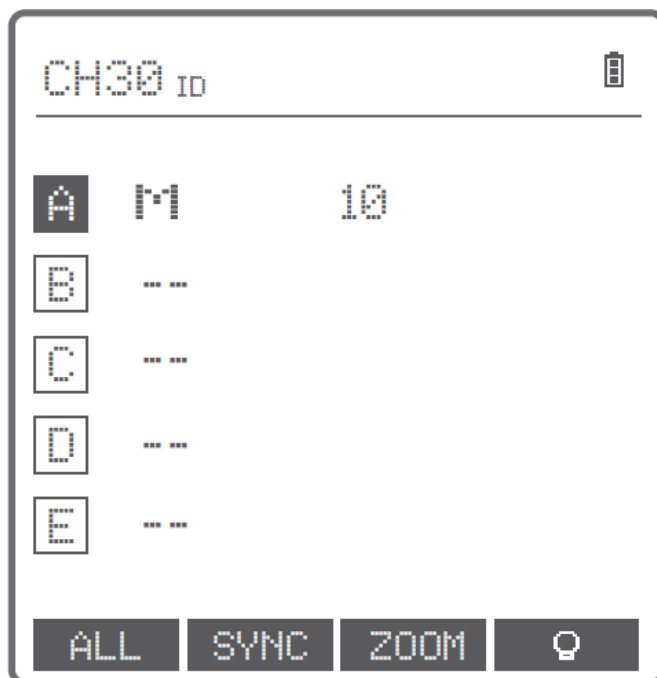 CH30 ID
A M 10
B --
C --
D --
E --
ALL SYNC ZOOM